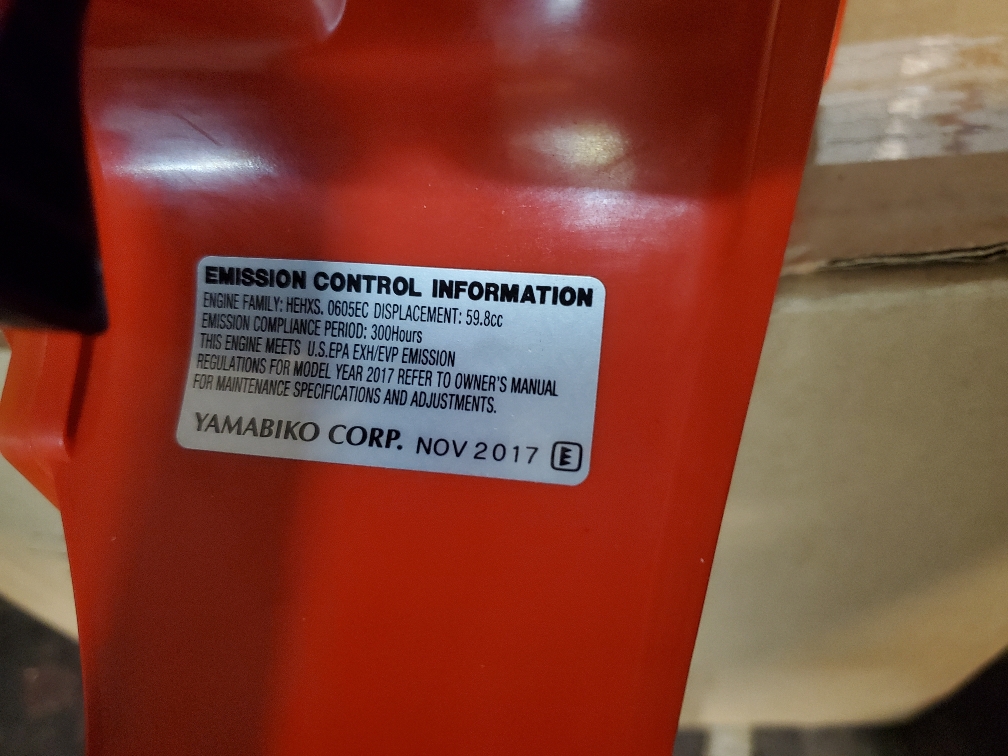 EMISSION CONTROL INFORMATION
ENGINE FAMILY: HEHXS. 0605EC DISPLACEMENT: 59.8cc
EMISSION COMPLIANCE PERIOD: 300Hours
THIS ENGINE MEETS U.S.EPA EXH/EVP EMISSION
REGULATIONS FOR MODEL YEAR 2017 REFER TO OWNER'S MANUAL
FOR MAINTENANCE SPECIFICATIONS AND ADJUSTMENTS.
YAMABIKO CORP. NOV 2017 E